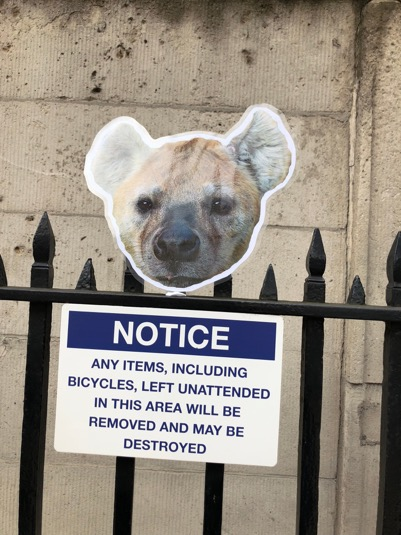 NOTICE
ANY ITEMS, INCLUDING
BICYCLES, LEFT UNATTENDED
IN THIS AREA WILL BE
REMOVED AND MAY BE
DESTROYED